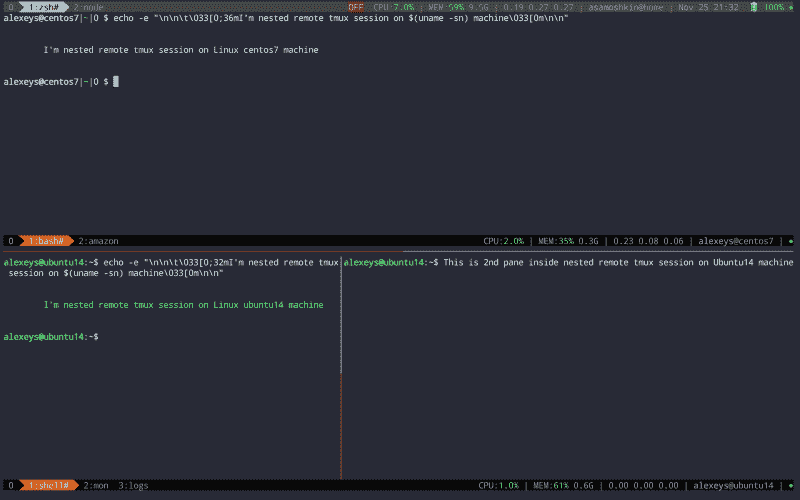 0 1:zsh# 2:node OFF CPU:7.0% | MEM:59% 9.5G | 0.19 0.27 0.27 | asamoshkin@home | Nov 25 21:32 100% |
alexeys@centos7|~|0 $ echo -e "\n\n\t\033[0;36mI'm nested remote tmux session on $(uname -sn) machine\033[0m\n\n"
I'm nested remote tmux session on Linux centos7 machine
alexeys@centos7|~|0 $
0 1:bash# 2:amazon CPU:2.0% | MEM:35% 0.3G | 0.23 0.08 0.06 | alexeys@centos7 |
alexeys@ubuntu14:~$ echo -e "\n\n\t\033[0;32mI'm nested remote tmux
session on $(uname -sn) machine\033[0m\n\n"
I'm nested remote tmux session on Linux ubuntu14 machine
alexeys@ubuntu14:~$
alexeys@ubuntu14:~$ This is 2nd pane inside nested remote tmux session on Ubuntu14 machine
0 1:shell# 2:mon 3:logs CPU:1.0% | MEM:61% 0.6G | 0.00 0.00 0.00 | alexeys@ubuntu14 |